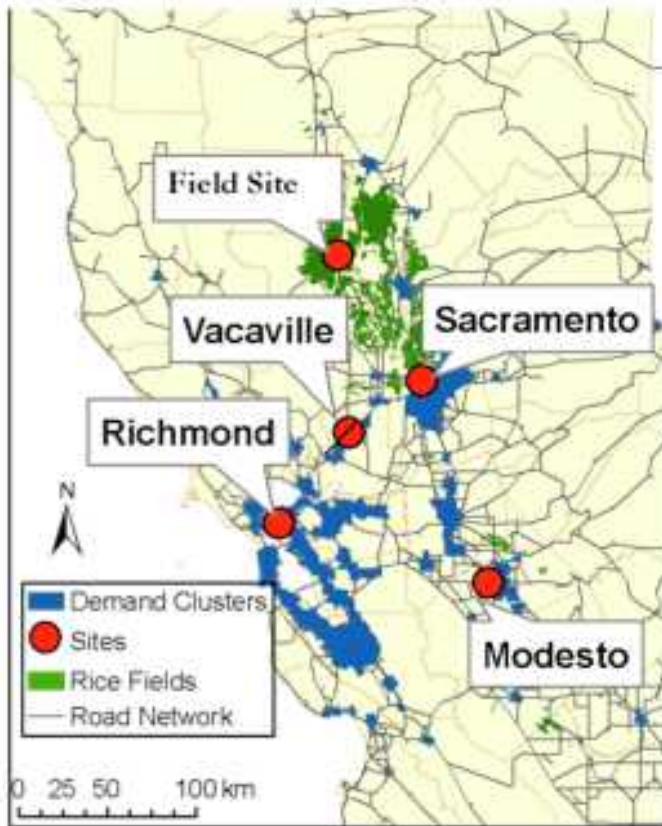 Field Site
Vacaville
Sacramento
Richmond
N
Demand Clusters
Sites
Rice Fields
Road Network
Modesto
0 25 50 100 km